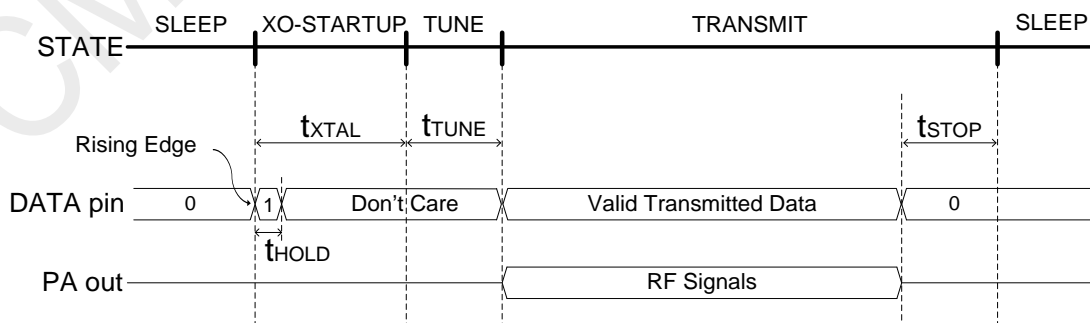 SLEEP XO-STARTUP TUNE TRANSMIT SLEEP
STATE
tXTAL tTUNE tSTOP
Rising Edge
DATA pin 0 1 Don't Care Valid Transmitted Data 0
tHOLD
PA out RF Signals